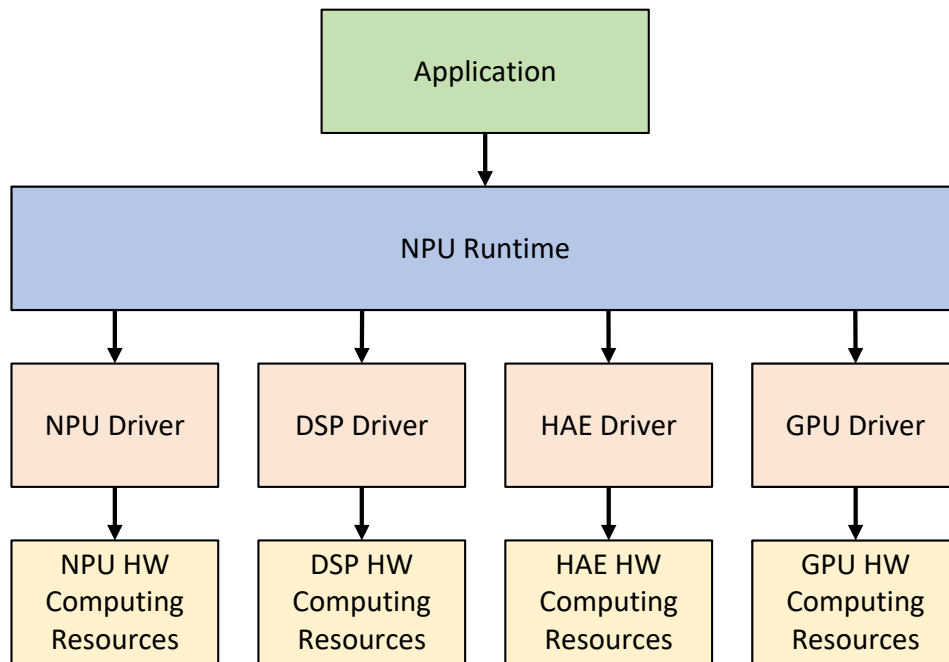 Application
NPU Runtime
NPU Driver
DSP Driver
HAE Driver
GPU Driver
NPU HW
Computing
Resources
DSP HW
Computing
Resources
HAE HW
Computing
Resources
GPU HW
Computing
Resources